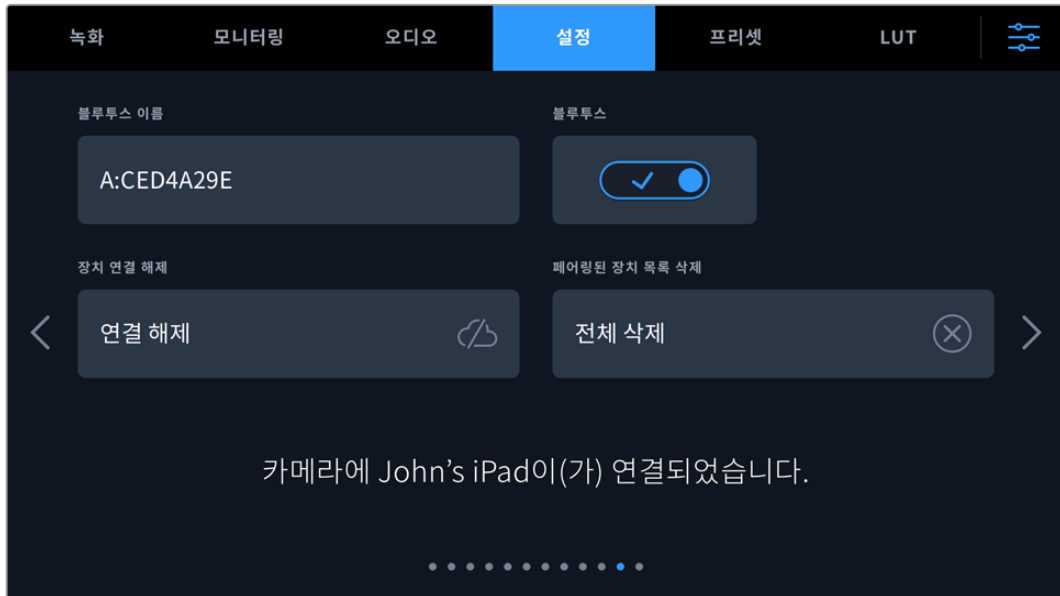 녹화 모니터링 오디오 설정 프리셋 LUT
블루투스 이름 블루투스
A:CED4A29E
장치 연결 해제 페어링된 장치 목록 삭제
연결 해제 전체 삭제
카메라에 John’s iPad이(가) 연결되었습니다.